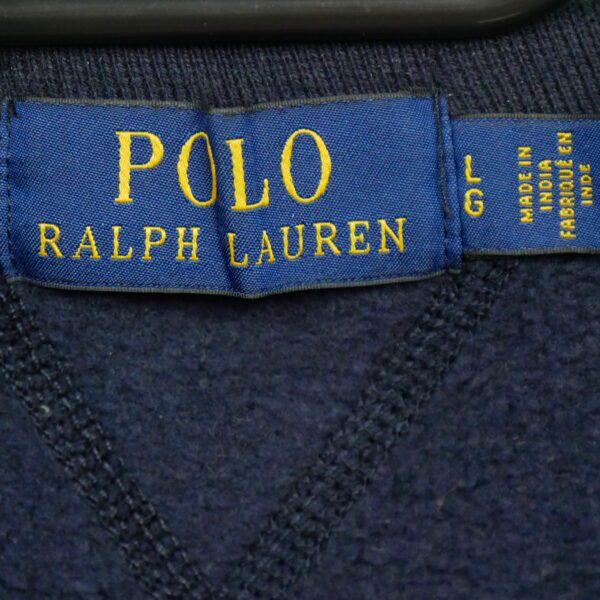 POLO
RALPH LAUREN
L
G
MADE IN
INDIA
FABRIQUÉ EN
INDE